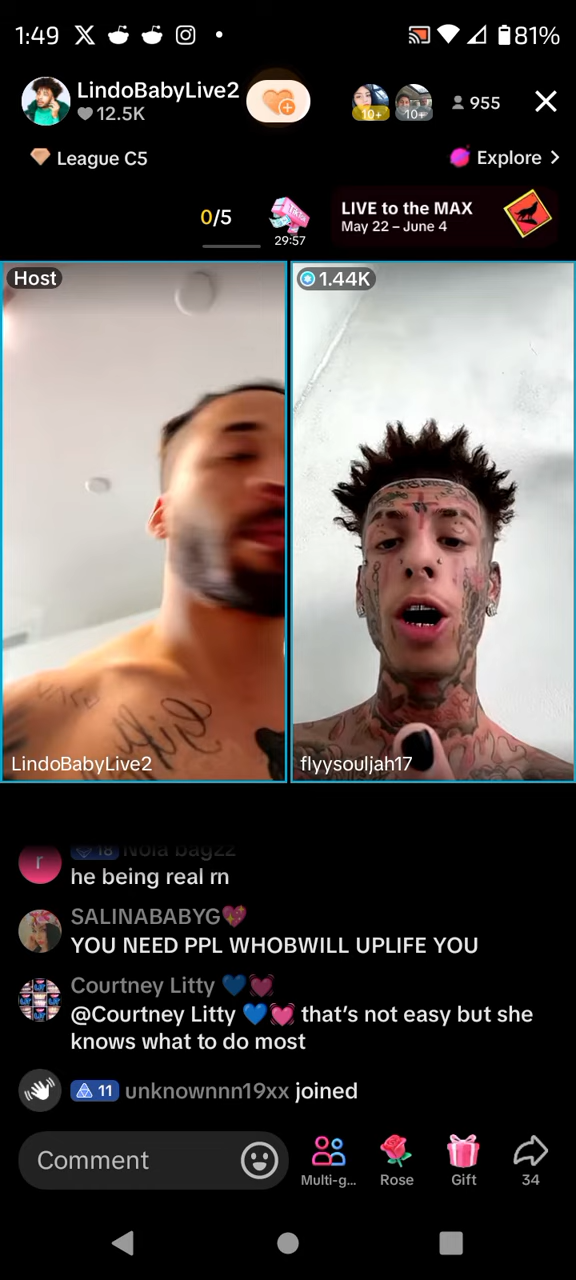 1:49
81%
LindoBabyLive2
12.5K
10+
10+
955
League C5
Explore
0/5
29:57
LIVE to the MAX
May 22 – June 4
Host
1.44K
LindoBabyLive2
flyysouljah17
r
18 Nola bag22
he being real rn
SALINABABYG💖
YOU NEED PPL WHOBWILL UPLIFE YOU
Courtney Litty 💙💓
@Courtney Litty 💙💓 that's not easy but she
knows what to do most
11 unknownnn19xx joined
Comment
Multi-g...
Rose
Gift
34